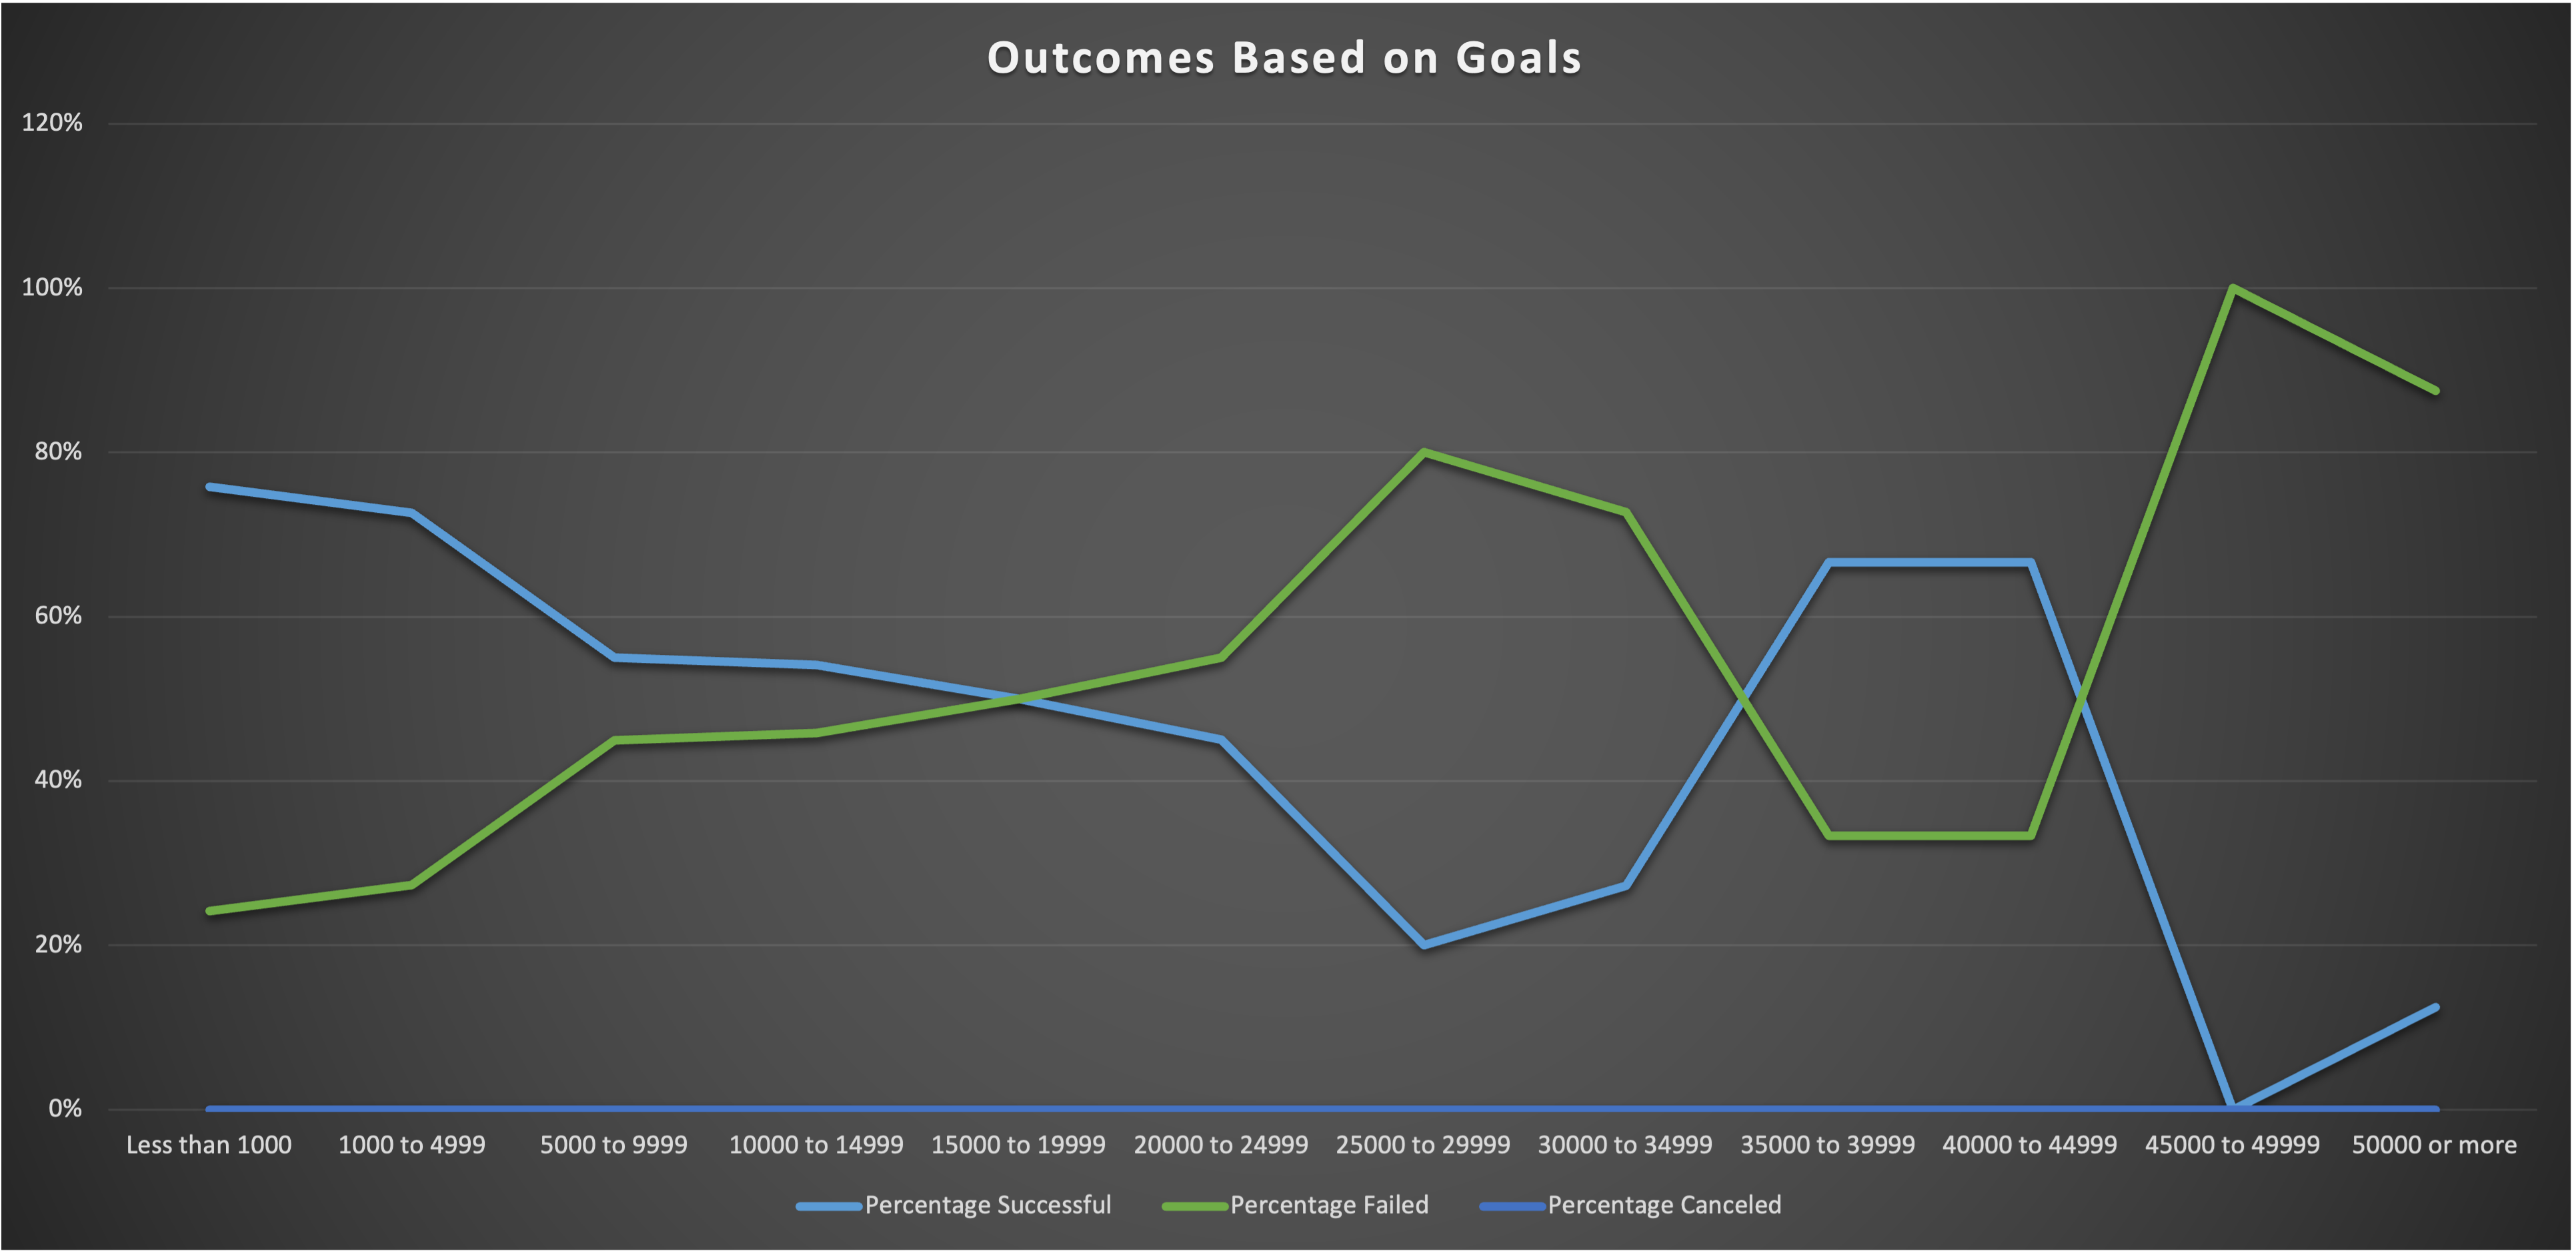 Outcomes Based on Goals
120%
100%
80%
60%
40%
20%
0%
Less than 1000 1000 to 4999 5000 to 9999 10000 to 14999 15000 to 19999 20000 to 24999 25000 to 29999 30000 to 34999 35000 to 39999 40000 to 44999 45000 to 49999 50000 or more
Percentage Successful Percentage Failed Percentage Canceled